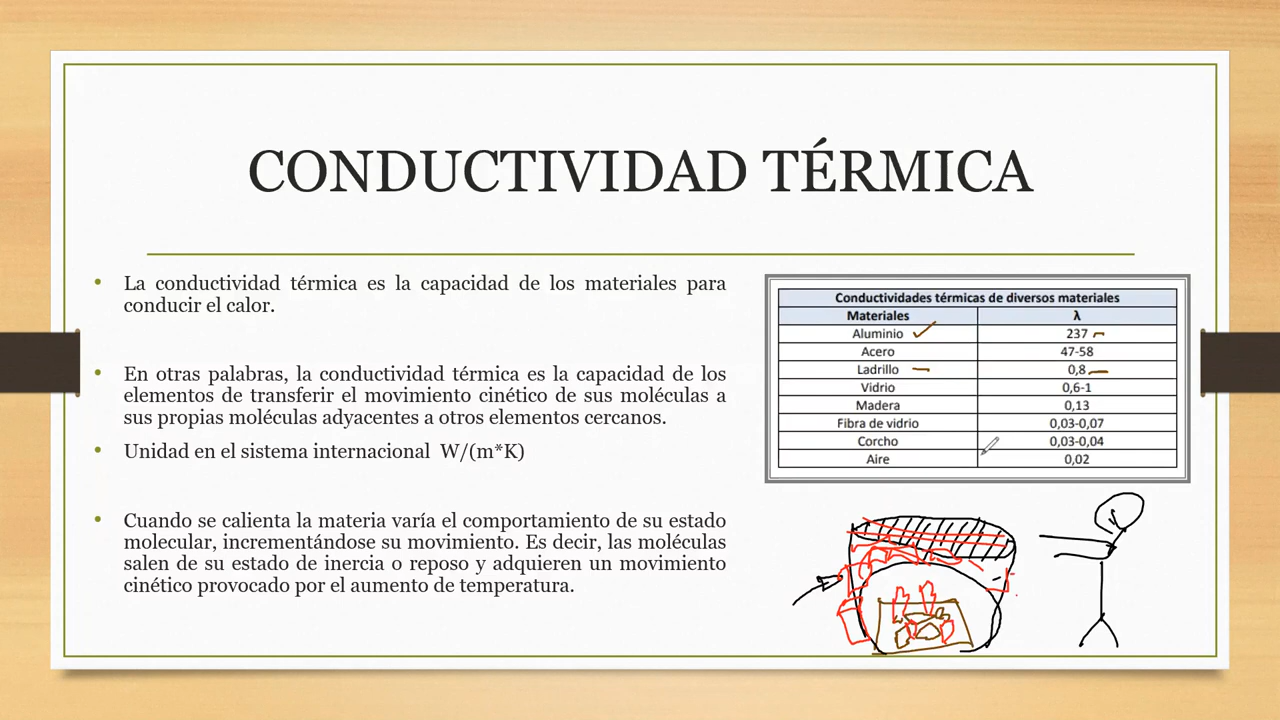 CONDUCTIVIDAD TÉRMICA
• La conductividad térmica es la capacidad de los materiales para
conducir el calor.
• En otras palabras, la conductividad térmica es la capacidad de los
elementos de transferir el movimiento cinético de sus moléculas a
sus propias moléculas adyacentes a otros elementos cercanos.
• Unidad en el sistema internacional W/(m*K)
• Cuando se calienta la materia varía el comportamiento de su estado
molecular, incrementándose su movimiento. Es decir, las moléculas
salen de su estado de inercia o reposo y adquieren un movimiento
cinético provocado por el aumento de temperatura.
Conductividades térmicas de diversos materiales
Materiales λ
Aluminio 237
Acero 47-58
Ladrillo 0,8
Vidrio 0,6-1
Madera 0,13
Fibra de vidrio 0,03-0,07
Corcho 0,03-0,04
Aire 0,02